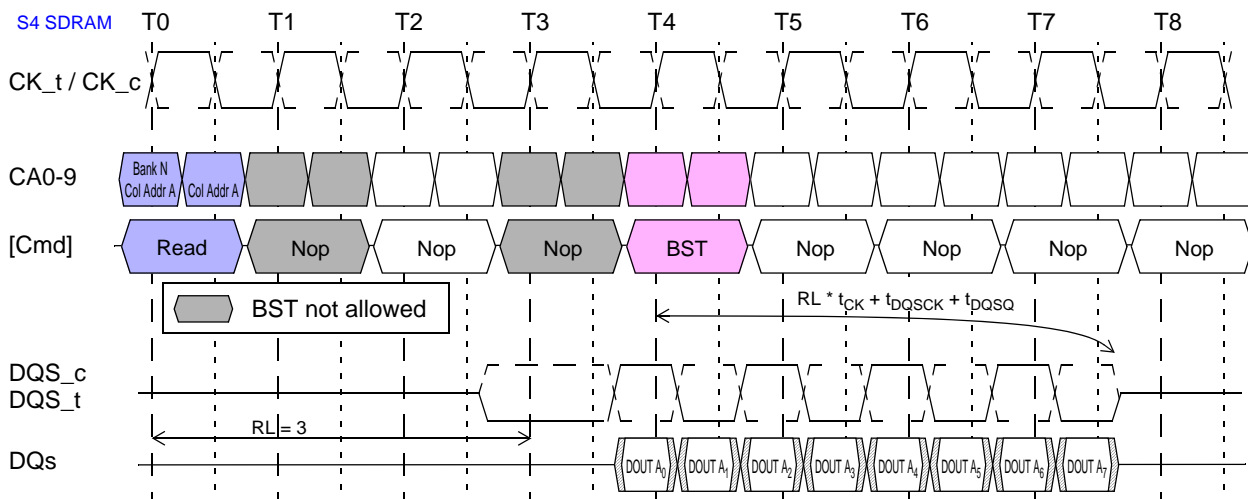 S4 SDRAM T0 T1 T2 T3 T4 T5 T6 T7 T8
CK_t / CK_c
CA0-9 Bank N Col Addr A Col Addr A
[Cmd] Read Nop Nop Nop BST Nop Nop Nop Nop
BST not allowed
RL * tCK + tDQSCK + tDQSQ
DQS_c
DQS_t
RL = 3
DQs DOUT A0 DOUT A1 DOUT A2 DOUT A3 DOUT A4 DOUT A5 DOUT A6 DOUT A7